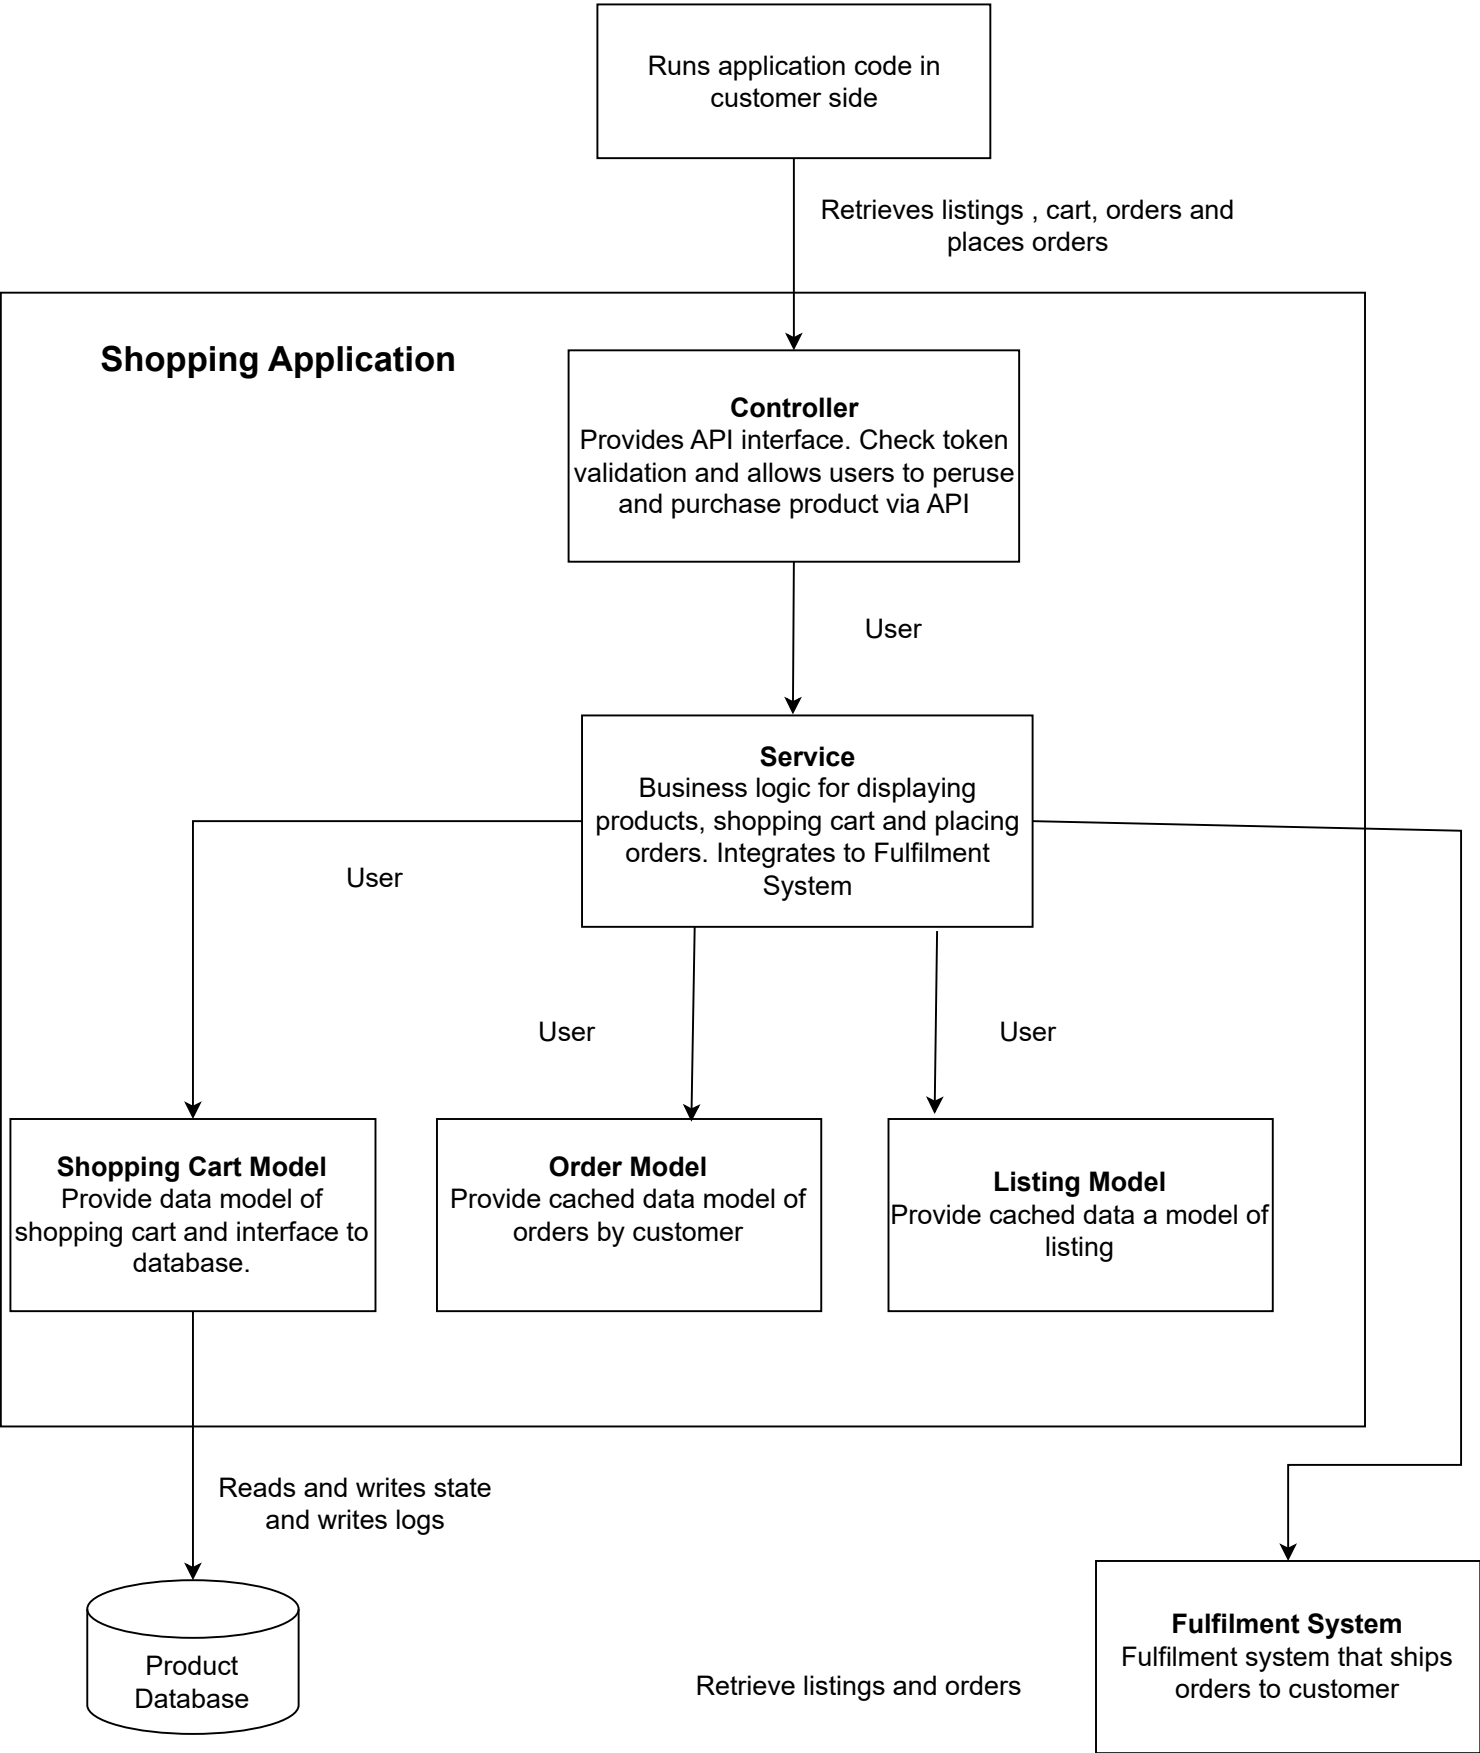 Runs application code in
customer side
Retrieves listings , cart, orders and
places orders
Shopping Application
Controller
Provides API interface. Check token
validation and allows users to peruse
and purchase product via API
User
Service
Business logic for displaying
products, shopping cart and placing
orders. Integrates to Fulfilment
System
User
User
User
Shopping Cart Model
Provide data model of
shopping cart and interface to
database.
Order Model
Provide cached data model of
orders by customer
Listing Model
Provide cached data a model of
listing
Reads and writes state
and writes logs
Product
Database
Retrieve listings and orders
Fulfilment System
Fulfilment system that ships
orders to customer